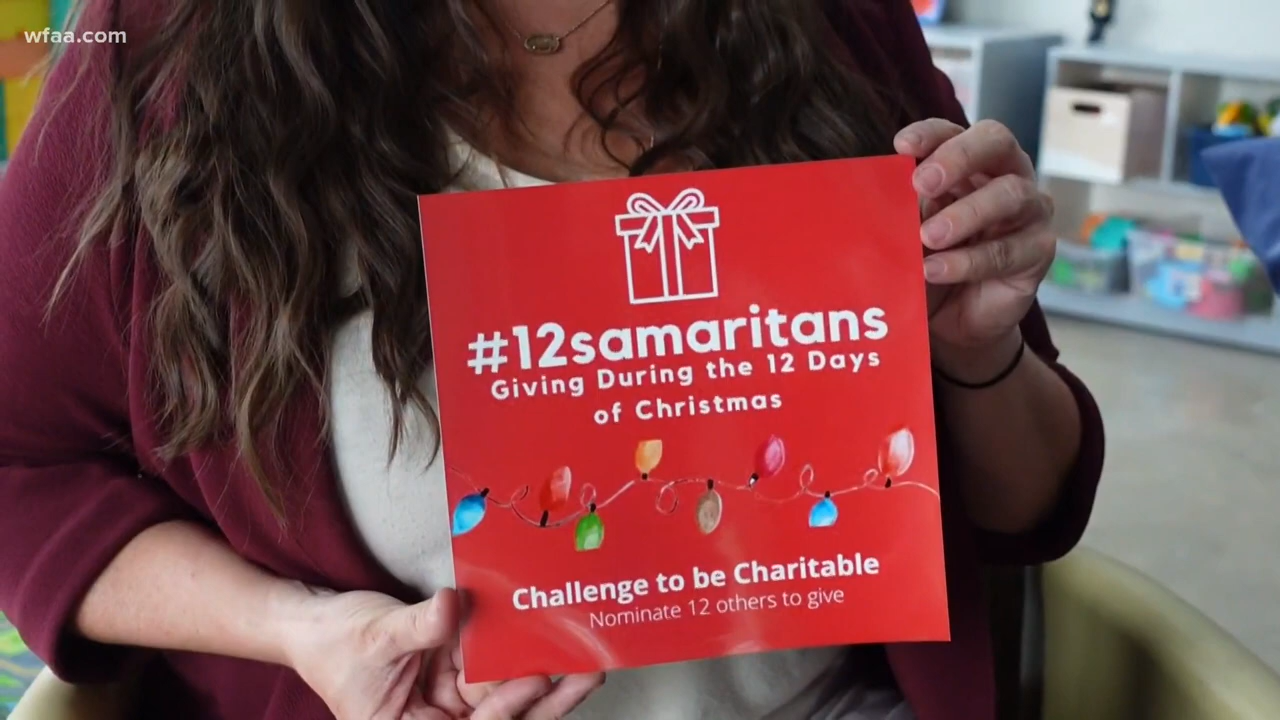 wfaa.com
#12samaritans
Giving During the 12 Days
of Christmas
Challenge to be Charitable
Nominate 12 others to give